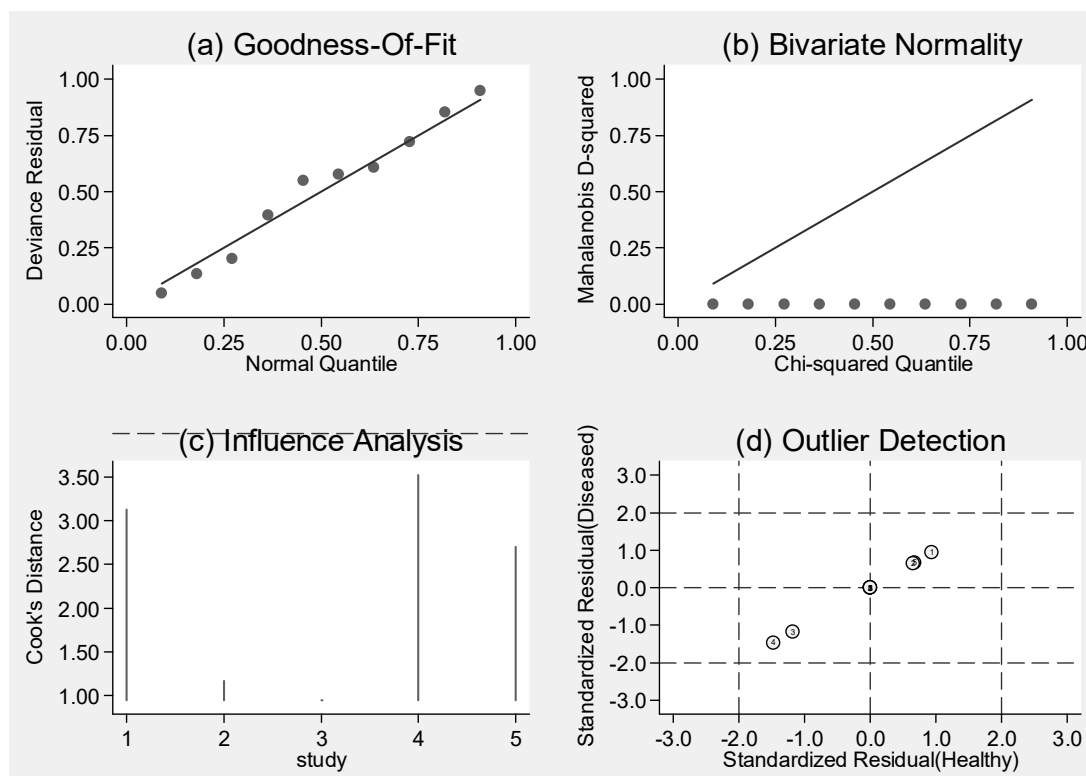 (a) Goodness-Of-Fit
Deviance Residual
1.00
0.75
0.50
0.25
0.00
0.00 0.25 0.50 0.75 1.00
Normal Quantile
(b) Bivariate Normality
Mahalanobis D-squared
1.00
0.75
0.50
0.25
0.00
0.00 0.25 0.50 0.75 1.00
Chi-squared Quantile
(c) Influence Analysis
Cook's Distance
3.50
3.00
2.50
2.00
1.50
1.00
1 2 3 4 5
study
(d) Outlier Detection
Standardized Residual(Diseased)
3.0
2.0
1.0
0.0
-1.0
-2.0
-3.0
1
3
4
-3.0 -2.0 -1.0 0.0 1.0 2.0 3.0
Standardized Residual(Healthy)